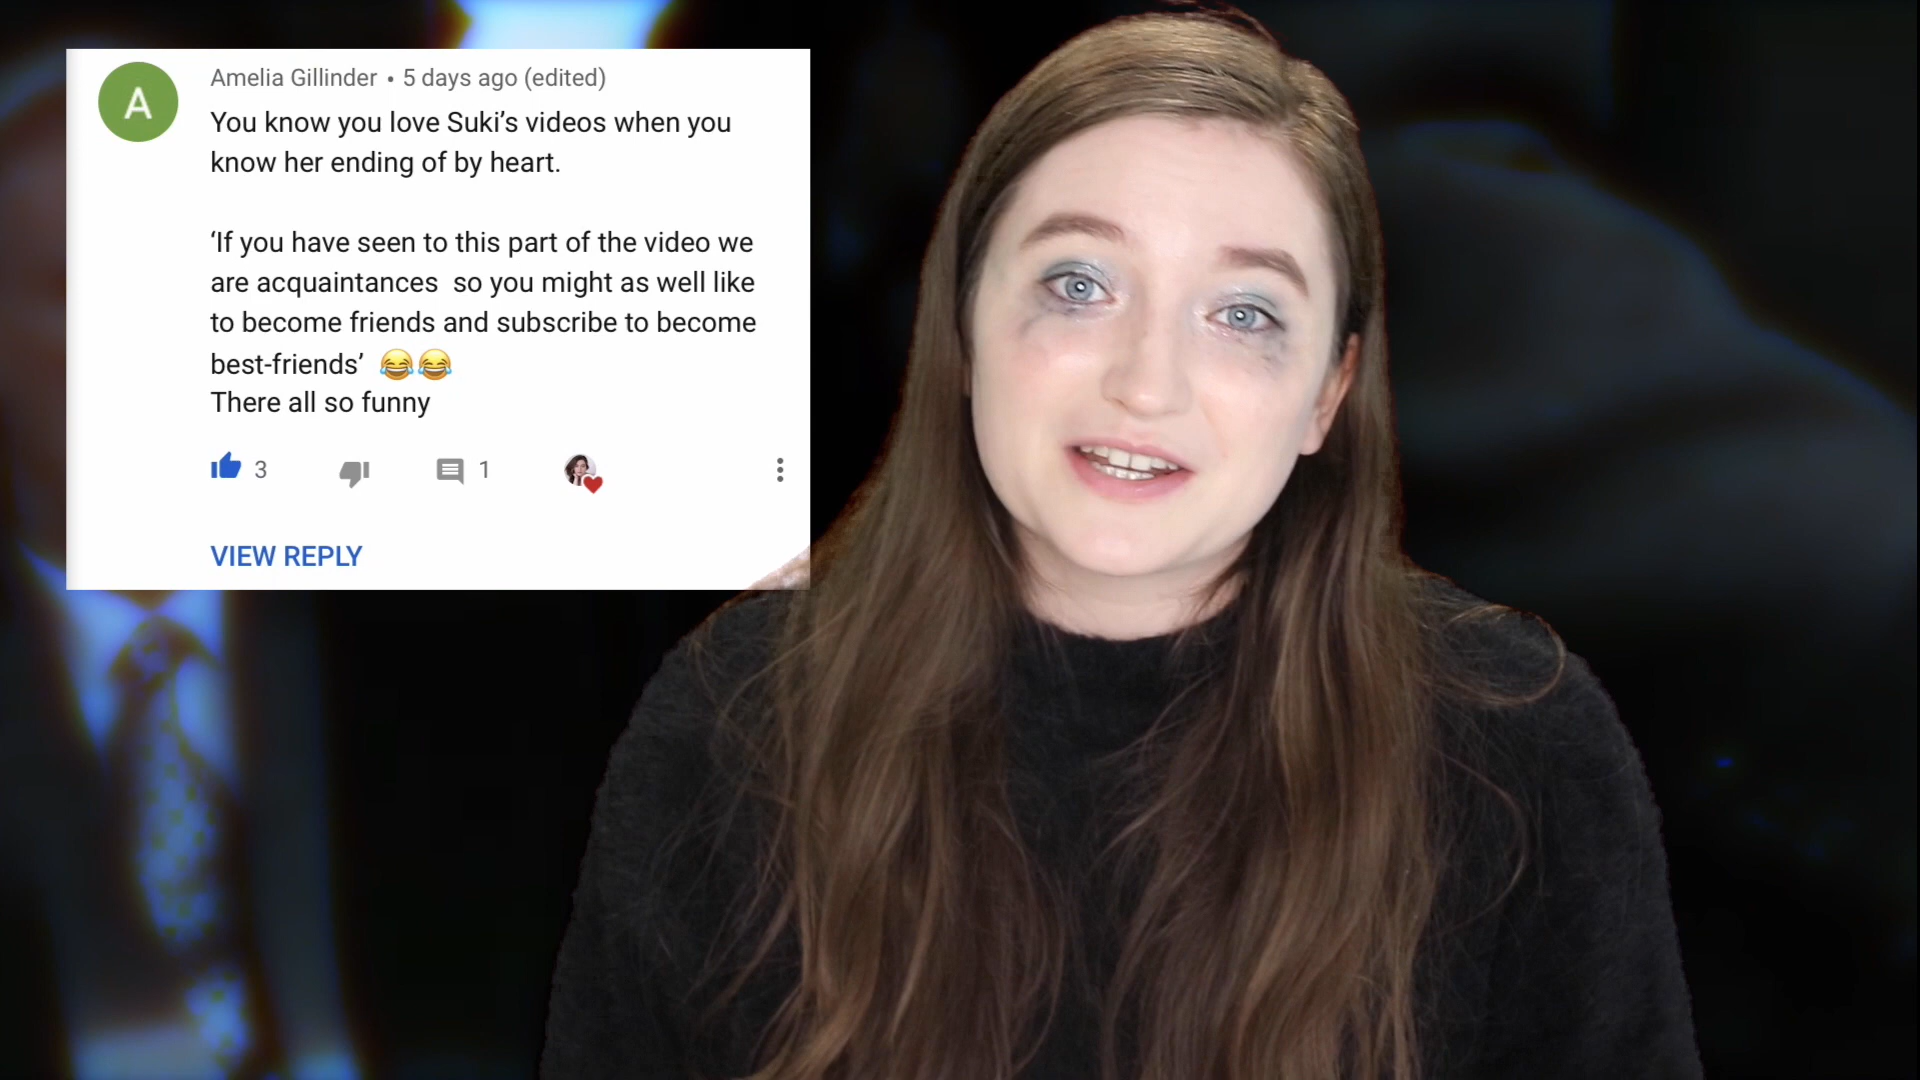 A
Amelia Gillinder • 5 days ago (edited)
You know you love Suki’s videos when you
know her ending of by heart.
‘If you have seen to this part of the video we
are acquaintances  so you might as well like
to become friends and subscribe to become
best-friends’ 😂😂
There all so funny
3
1
VIEW REPLY